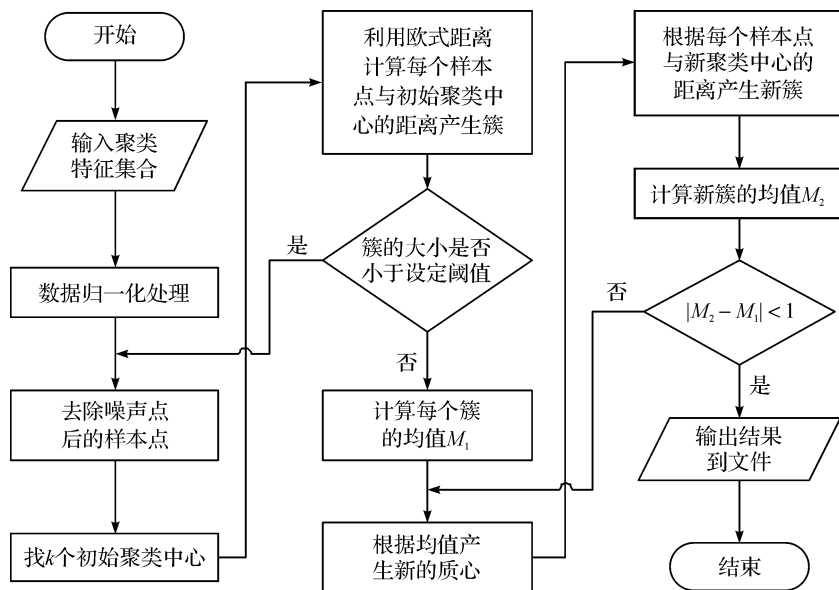 开始
输入聚类
特征集合
数据归一化处理
去除噪声点
后的样本点
找k个初始聚类中心
利用欧式距离
计算每个样本
点与初始聚类中
心的距离产生簇
簇的大小是否
小于设定阈值
是
否
计算每个簇
的均值M₁
根据均值产
生新的质心
根据每个样本点
与新聚类中心的
距离产生新簇
计算新簇的均值M₂
|M₂ − M₁| < 1
否
是
输出结果
到文件
结束